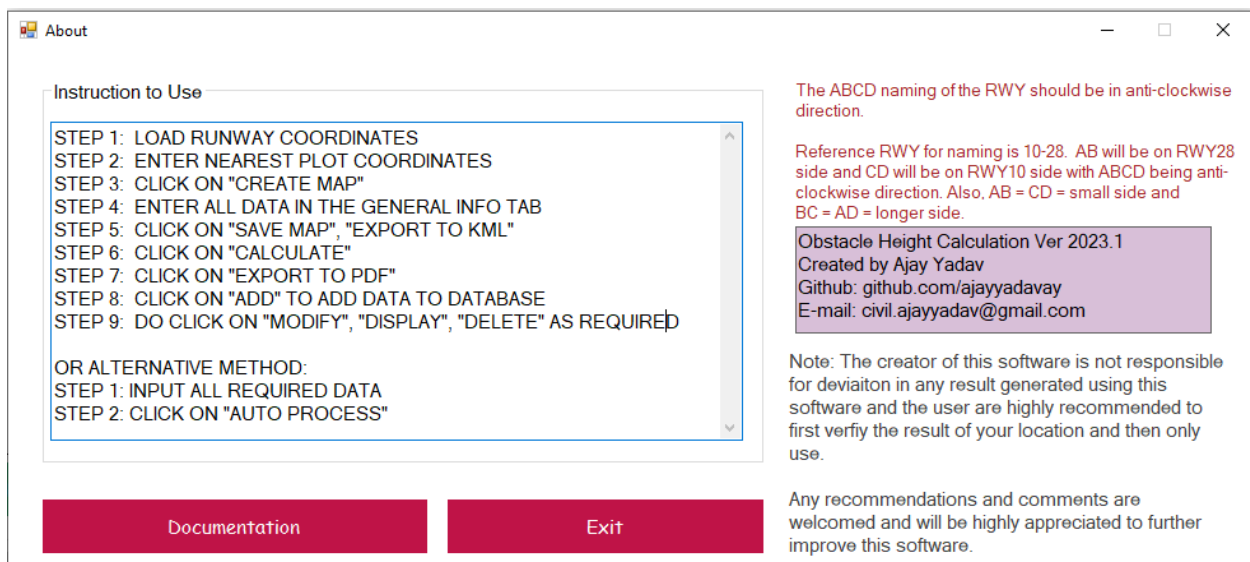 About
Instruction to Use
STEP 1:  LOAD RUNWAY COORDINATES
STEP 2:  ENTER NEAREST PLOT COORDINATES
STEP 3:  CLICK ON "CREATE MAP"
STEP 4:  ENTER ALL DATA IN THE GENERAL INFO TAB
STEP 5:  CLICK ON "SAVE MAP", "EXPORT TO KML"
STEP 6:  CLICK ON "CALCULATE"
STEP 7:  CLICK ON "EXPORT TO PDF"
STEP 8:  CLICK ON "ADD" TO ADD DATA TO DATABASE
STEP 9:  DO CLICK ON "MODIFY", "DISPLAY", "DELETE" AS REQUIRED
OR ALTERNATIVE METHOD:
STEP 1: INPUT ALL REQUIRED DATA
STEP 2: CLICK ON "AUTO PROCESS"
Documentation
Exit
The ABCD naming of the RWY should be in anti-clockwise
direction.
Reference RWY for naming is 10-28.  AB will be on RWY28
side and CD will be on RWY10 side with ABCD being anti-
clockwise direction. Also, AB = CD = small side and
BC = AD = longer side.
Obstacle Height Calculation Ver 2023.1
Created by Ajay Yadav
Github: github.com/ajayyadavay
E-mail: civil.ajayyadav@gmail.com
Note: The creator of this software is not responsible
for deviaiton in any result generated using this
software and the user are highly recommended to
first verfiy the result of your location and then only
use.
Any recommendations and comments are
welcomed and will be highly appreciated to further
improve this software.